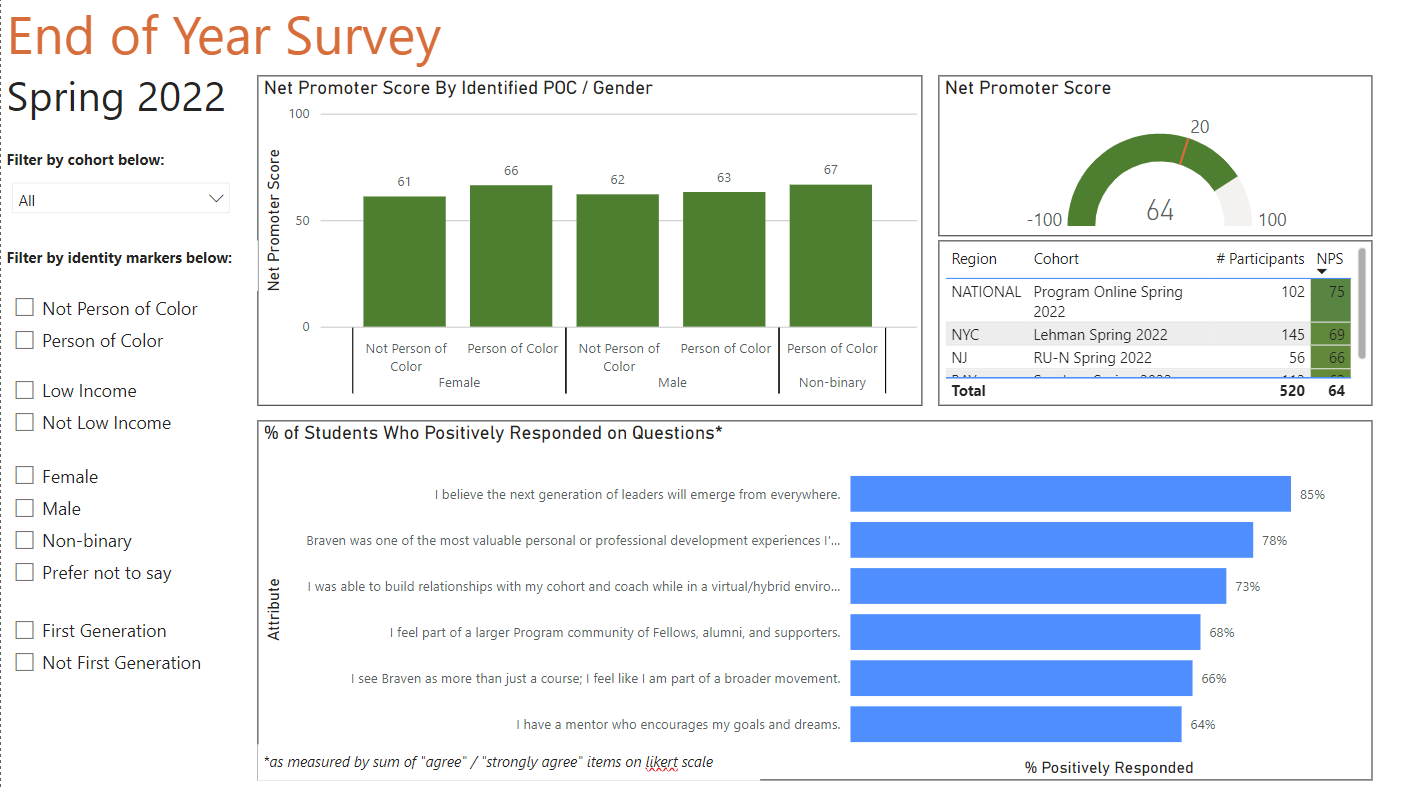 End of Year Survey
Spring 2022
Filter by cohort below:
All
Filter by identity markers below:
Not Person of Color
Person of Color
Low Income
Not Low Income
Female
Male
Non-binary
Prefer not to say
First Generation
Not First Generation
Net Promoter Score By Identified POC / Gender
Net Promoter Score
100
50
0
61
66
62
63
67
Not Person of
Color
Person of Color
Not Person of
Color
Person of Color
Person of Color
Female
Male
Non-binary
Net Promoter Score
20
-100
64
100
Region Cohort # Participants NPS
NATIONAL Program Online Spring 102 75
2022
NYC Lehman Spring 2022 145 69
NJ RU-N Spring 2022 56 66
Total 520 64
% of Students Who Positively Responded on Questions*
Attribute
I believe the next generation of leaders will emerge from everywhere. 85%
Braven was one of the most valuable personal or professional development experiences I'... 78%
I was able to build relationships with my cohort and coach while in a virtual/hybrid enviro... 73%
I feel part of a larger Program community of Fellows, alumni, and supporters. 68%
I see Braven as more than just a course; I feel like I am part of a broader movement. 66%
I have a mentor who encourages my goals and dreams. 64%
*as measured by sum of "agree" / "strongly agree" items on likert scale
% Positively Responded